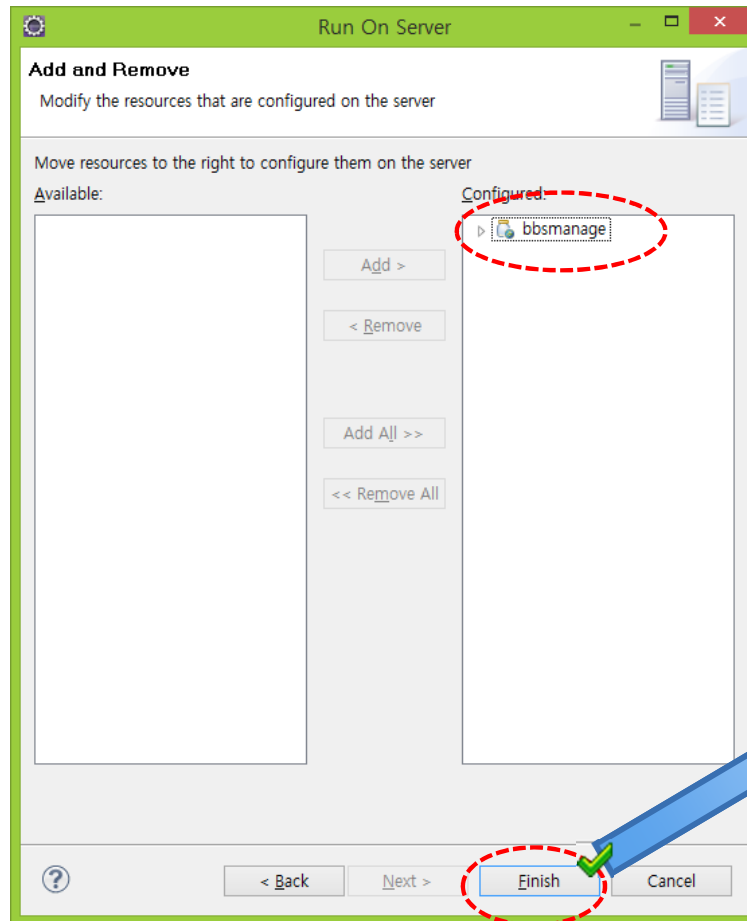 Run On Server
Add and Remove
Modify the resources that are configured on the server
Move resources to the right to configure them on the server
Available:
Configured:
bbsmanage
Add >
< Remove
Add All >>
<< Remove All
?
< Back
Next >
Finish
Cancel